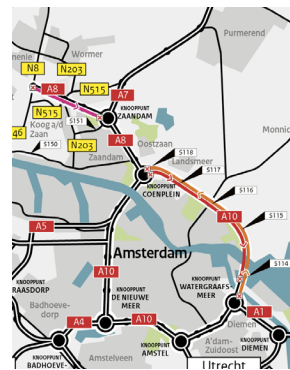 Purmerend
Wormer
menie
N8
N203
A8
N515
N515
A7
KNOOPPUNT
ZAANDAM
S151
Koog a/d
Zaan
46
S150
N203
A8
Oostzaan
Monni
Zaandam
S118
Landsmeer
S117
KNOOPPUNT
COENPLEIN
S116
A10
S115
A5
Amsterdam
S114
A10
KNOOPPUNT
WATERGRAAFS-
MEER
KNOOPPUNT
RAASDORP
KNOOPPUNT
DE NIEUWE
MEER
Badhoeve-
dorp
A4
A10
A1
Diemen
KNOOPPUNT
AMSTEL
A'dam-
Zuidoost
KNOOPPUNT
DIEMEN
KNOOPPUNT
BADHOEVE-
Amstelveen
Utrecht